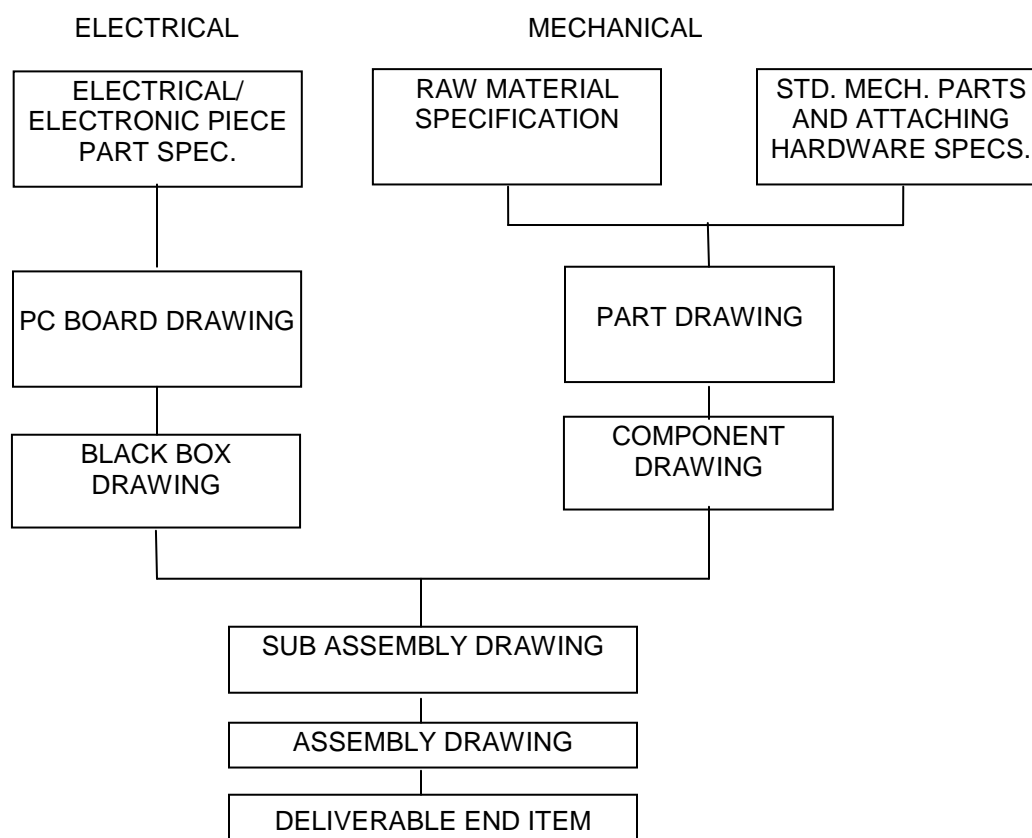 ELECTRICAL
MECHANICAL
ELECTRICAL/
ELECTRONIC PIECE
PART SPEC.
RAW MATERIAL
SPECIFICATION
STD. MECH. PARTS
AND ATTACHING
HARDWARE SPECS.
PC BOARD DRAWING
PART DRAWING
BLACK BOX
DRAWING
COMPONENT
DRAWING
SUB ASSEMBLY DRAWING
ASSEMBLY DRAWING
DELIVERABLE END ITEM